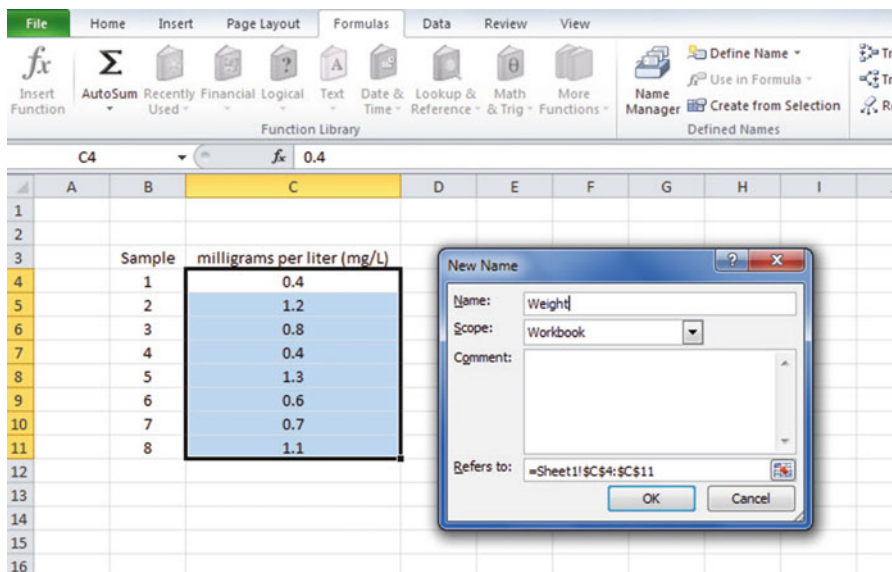 File Home Insert Page Layout Formulas Data Review View
fx Σ ? A θ
Insert Function AutoSum Recently Used Financial Logical Text Date & Time Lookup & Reference Math & Trig More Functions
Function Library
Name Manager
Define Name
Use in Formula
Create from Selection
Defined Names
C4 fx 0.4
A B C D E F G H I
1
2
3 Sample milligrams per liter (mg/L)
4 1 0.4
5 2 1.2
6 3 0.8
7 4 0.4
8 5 1.3
9 6 0.6
10 7 0.7
11 8 1.1
12
13
14
15
16
New Name ? X
Name: Weight
Scope: Workbook
Comment:
Refers to: =Sheet1!$C$4:$C$11
OK Cancel